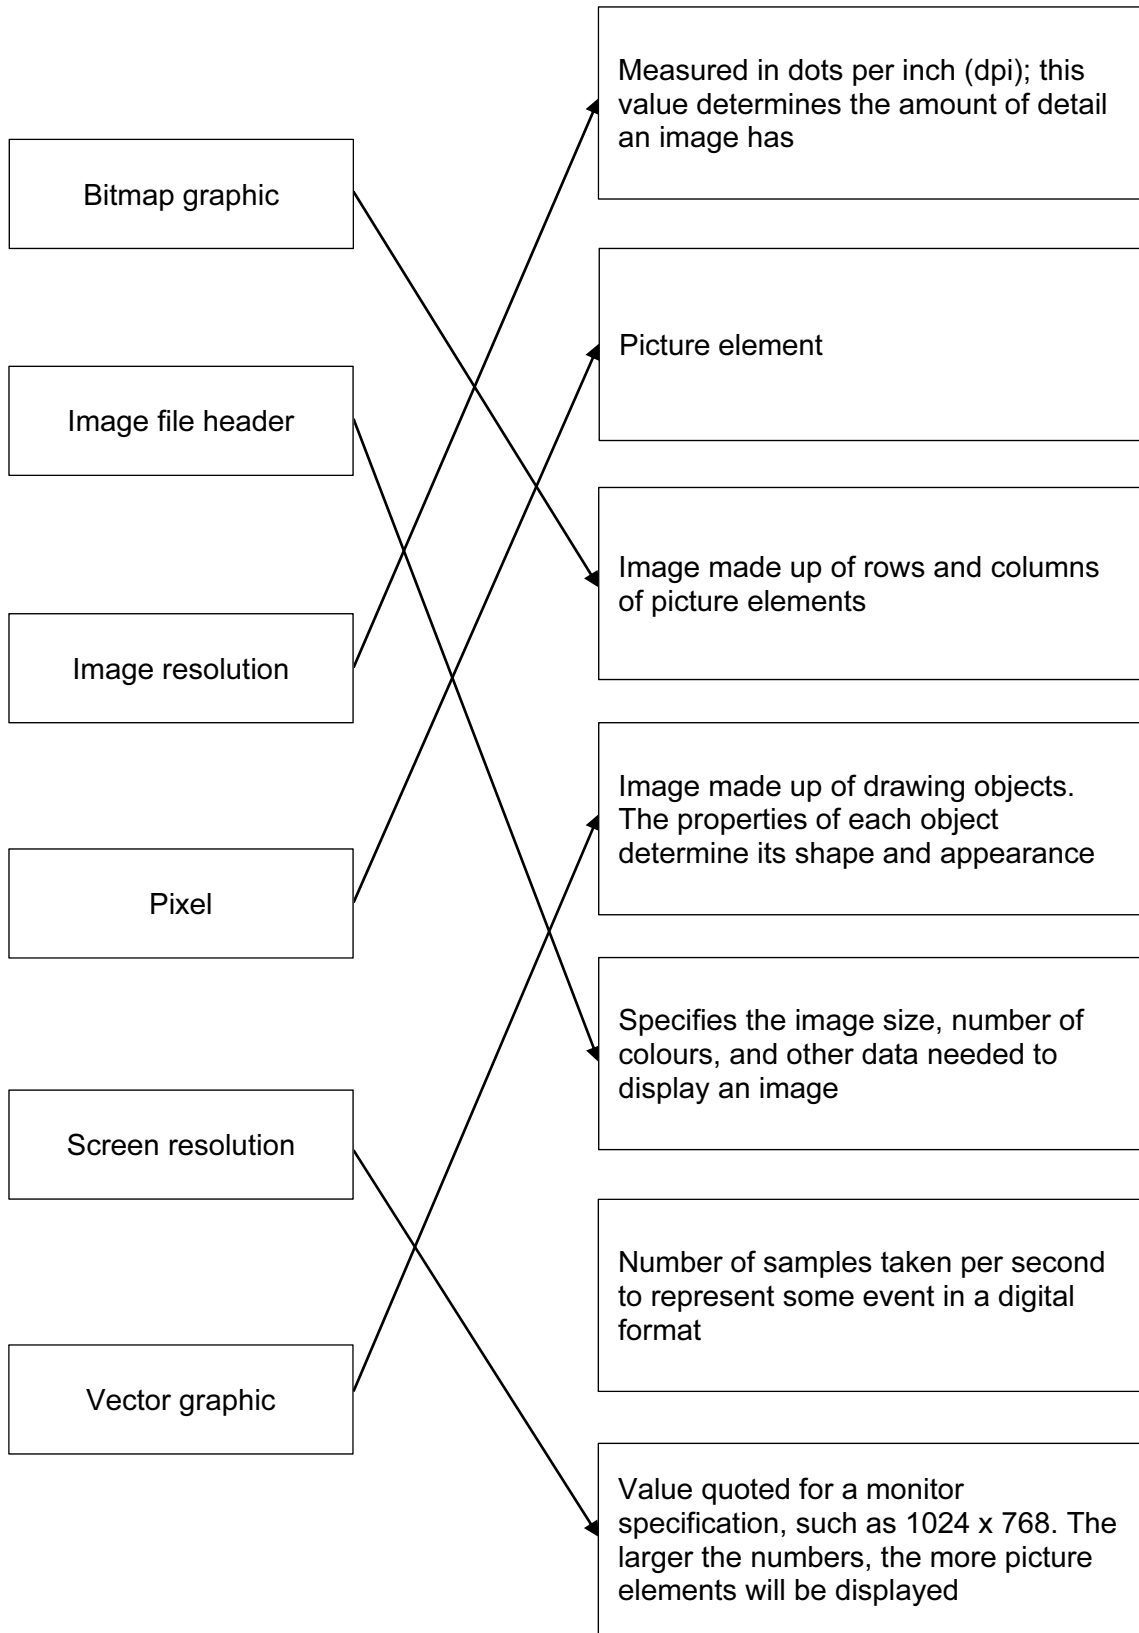 Bitmap graphic
Image file header
Image resolution
Pixel
Screen resolution
Vector graphic
Measured in dots per inch (dpi); this
value determines the amount of detail
an image has
Picture element
Image made up of rows and columns
of picture elements
Image made up of drawing objects.
The properties of each object
determine its shape and appearance
Specifies the image size, number of
colours, and other data needed to
display an image
Number of samples taken per second
to represent some event in a digital
format
Value quoted for a monitor
specification, such as 1024 x 768. The
larger the numbers, the more picture
elements will be displayed